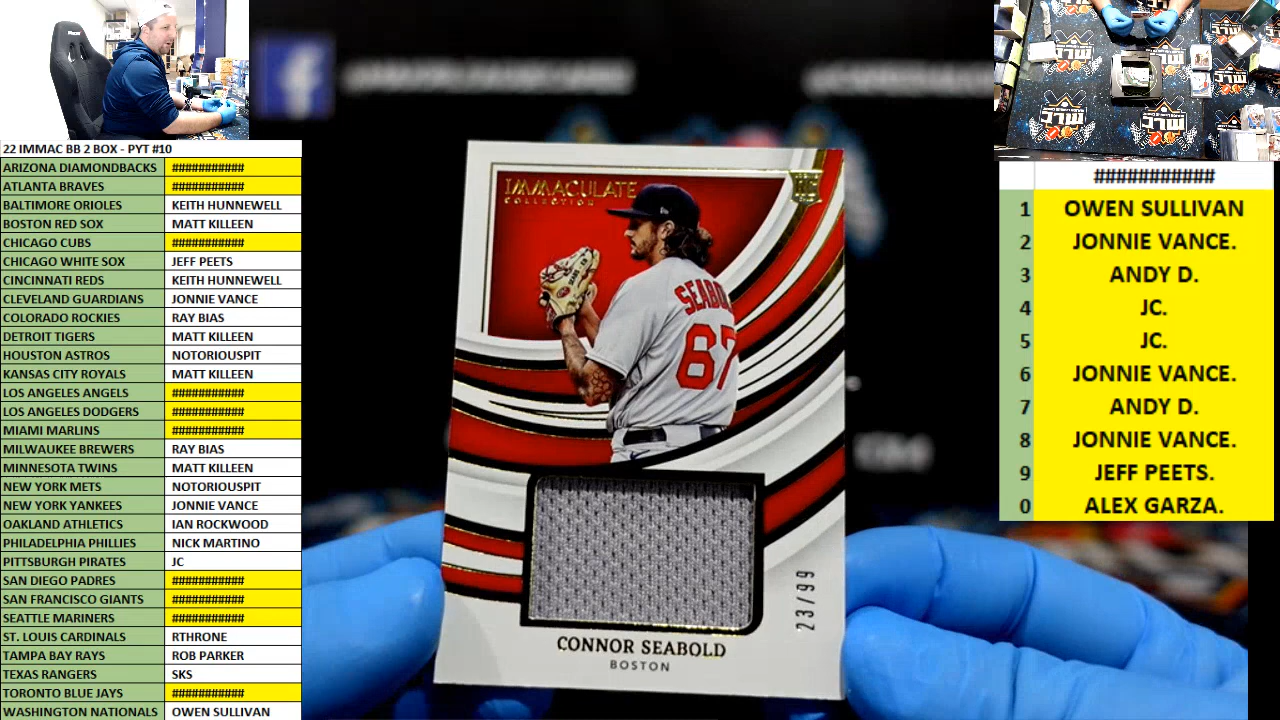 22 IMMAC BB 2 BOX - PYT #10
ARIZONA DIAMONDBACKS ###########
ATLANTA BRAVES ###########
BALTIMORE ORIOLES KEITH HUNNEWELL
BOSTON RED SOX MATT KILLEEN
CHICAGO CUBS ###########
CHICAGO WHITE SOX JEFF PEETS
CINCINNATI REDS KEITH HUNNEWELL
CLEVELAND GUARDIANS JONNIE VANCE
COLORADO ROCKIES RAY BIAS
DETROIT TIGERS MATT KILLEEN
HOUSTON ASTROS NOTORIOUSPIT
KANSAS CITY ROYALS MATT KILLEEN
LOS ANGELES ANGELS ###########
LOS ANGELES DODGERS ###########
MIAMI MARLINS ###########
MILWAUKEE BREWERS RAY BIAS
MINNESOTA TWINS MATT KILLEEN
NEW YORK METS NOTORIOUSPIT
NEW YORK YANKEES JONNIE VANCE
OAKLAND ATHLETICS IAN ROCKWOOD
PHILADELPHIA PHILLIES NICK MARTINO
PITTSBURGH PIRATES JC
SAN DIEGO PADRES ###########
SAN FRANCISCO GIANTS ###########
SEATTLE MARINERS ###########
ST. LOUIS CARDINALS RTHRONE
TAMPA BAY RAYS ROB PARKER
TEXAS RANGERS SKS
TORONTO BLUE JAYS ###########
WASHINGTON NATIONALS OWEN SULLIVAN
IMMACULATE
COLLECTION
RC
SEABO
67
23/99
CONNOR SEABOLD
BOSTON
###########
1 OWEN SULLIVAN
2 JONNIE VANCE.
3 ANDY D.
4 JC.
5 JC.
6 JONNIE VANCE.
7 ANDY D.
8 JONNIE VANCE.
9 JEFF PEETS.
0 ALEX GARZA.